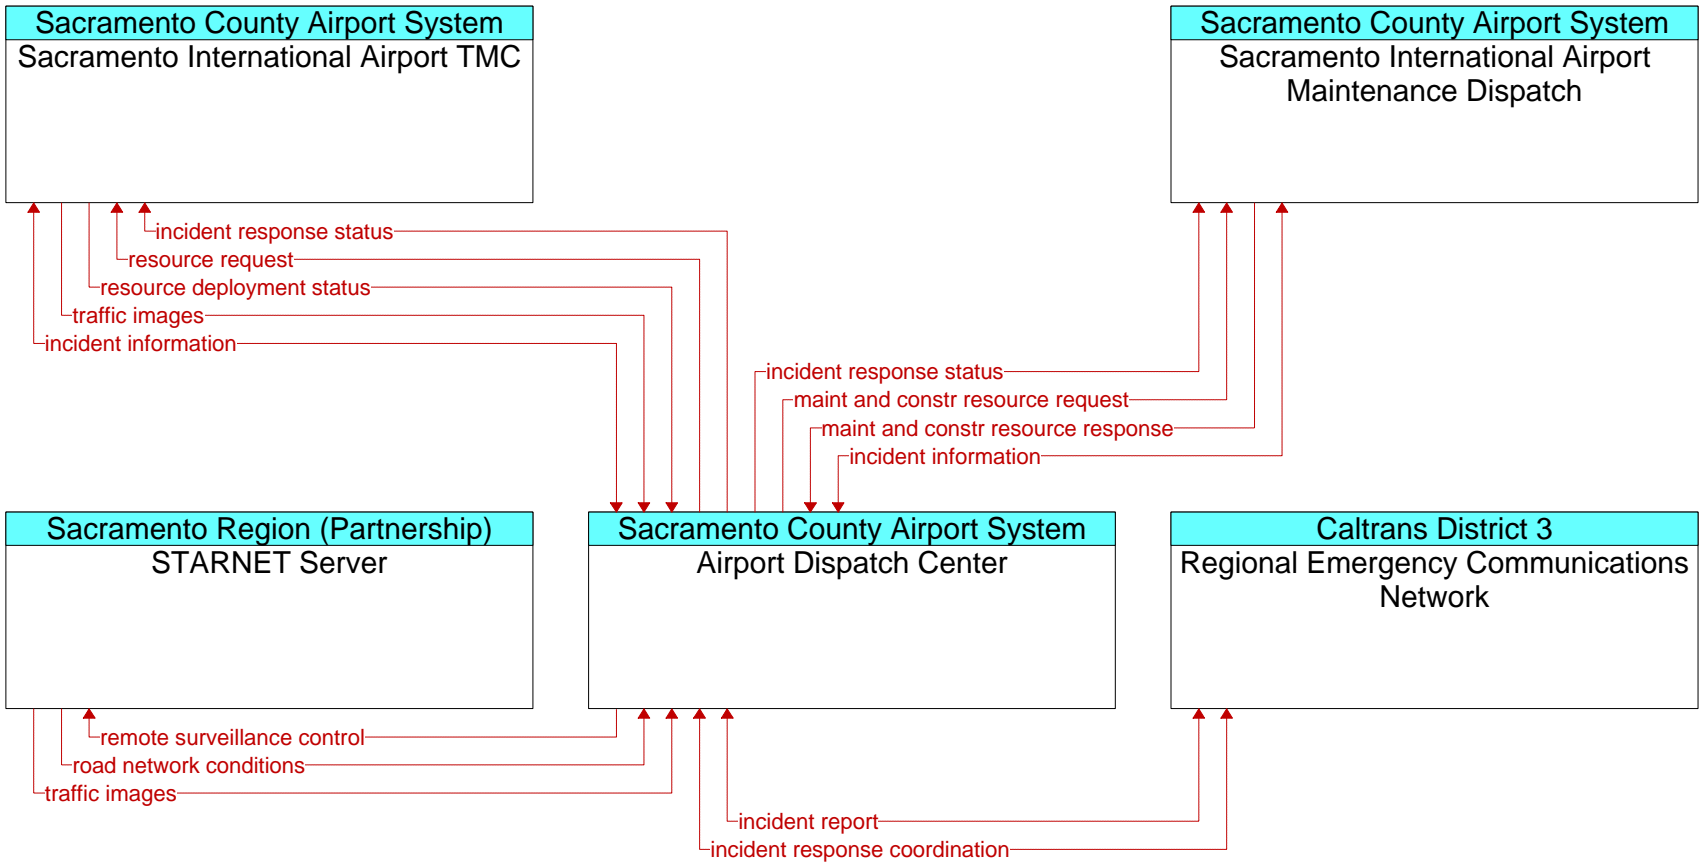 Sacramento County Airport System
Sacramento International Airport TMC
Sacramento County Airport System
Sacramento International Airport
Maintenance Dispatch
incident response status
resource request
resource deployment status
traffic images
incident information
incident response status
maint and constr resource request
maint and constr resource response
incident information
Sacramento Region (Partnership)
STARNET Server
Sacramento County Airport System
Airport Dispatch Center
Caltrans District 3
Regional Emergency Communications
Network
remote surveillance control
road network conditions
traffic images
incident report
incident response coordination